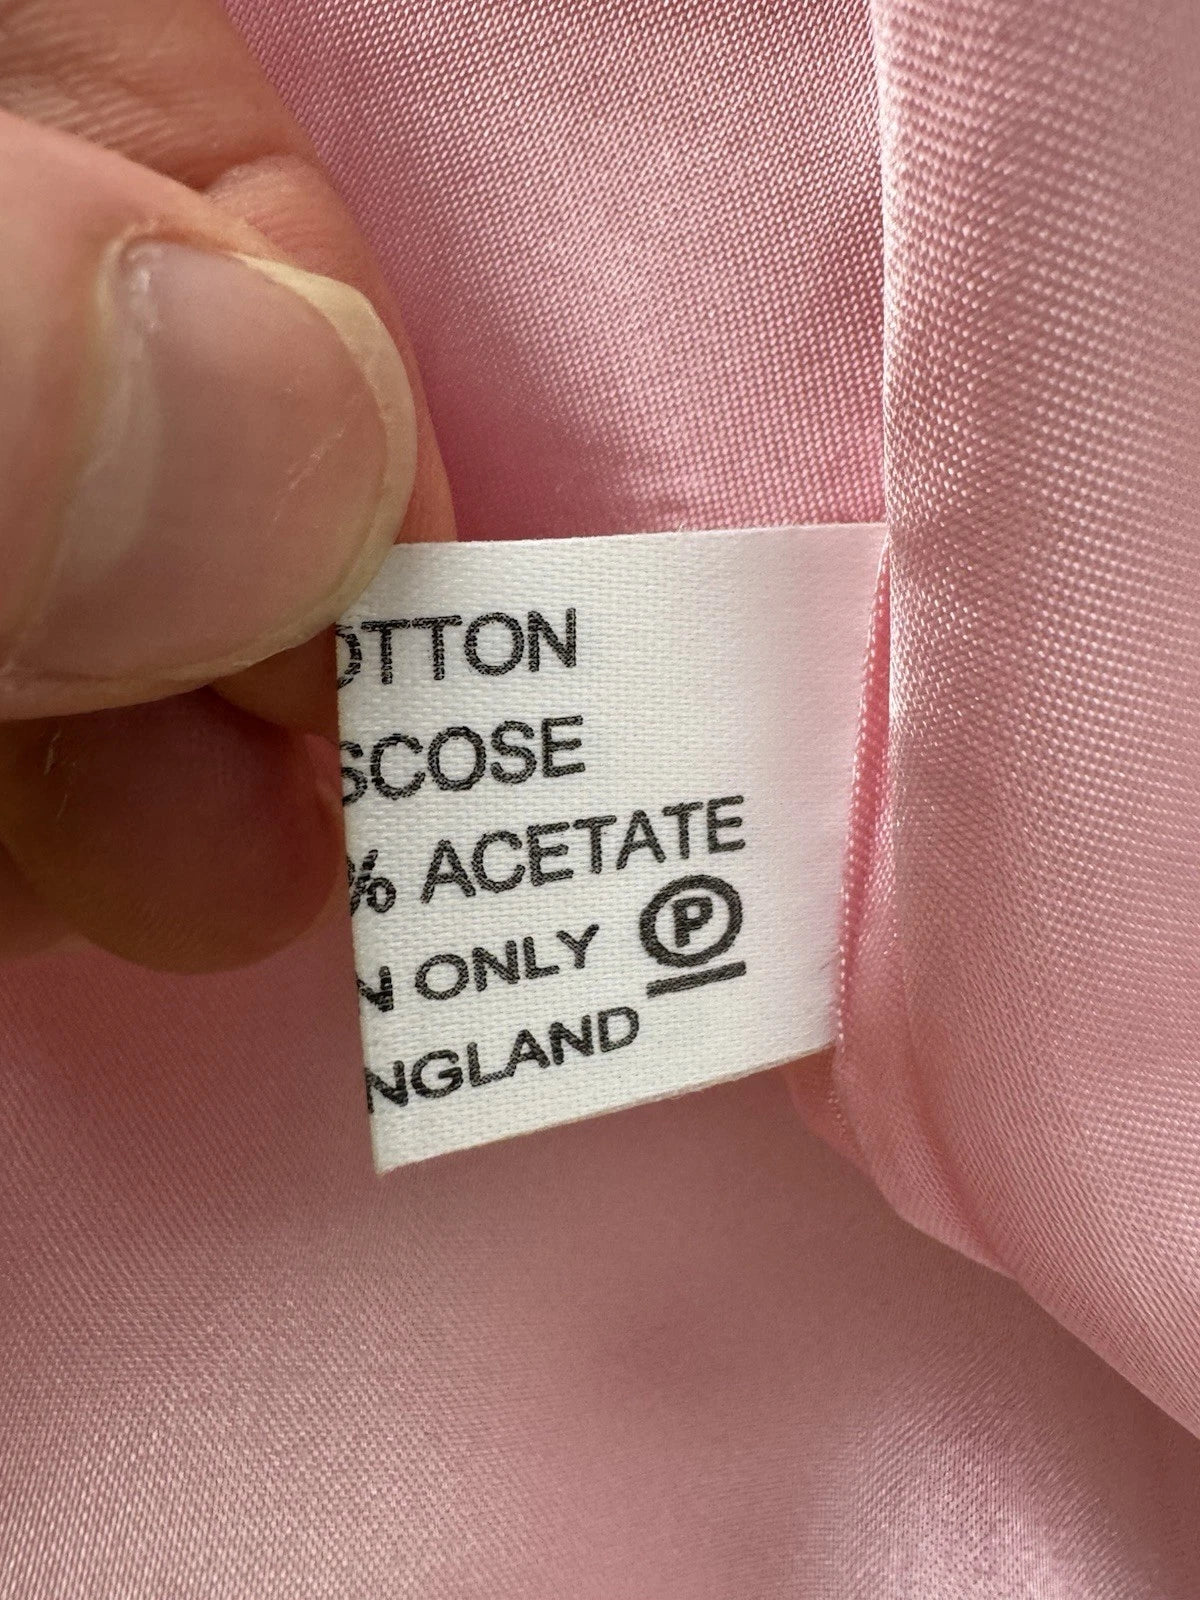 OTTON
SCOSE
% ACETATE
N ONLY Ⓟ
NGLAND